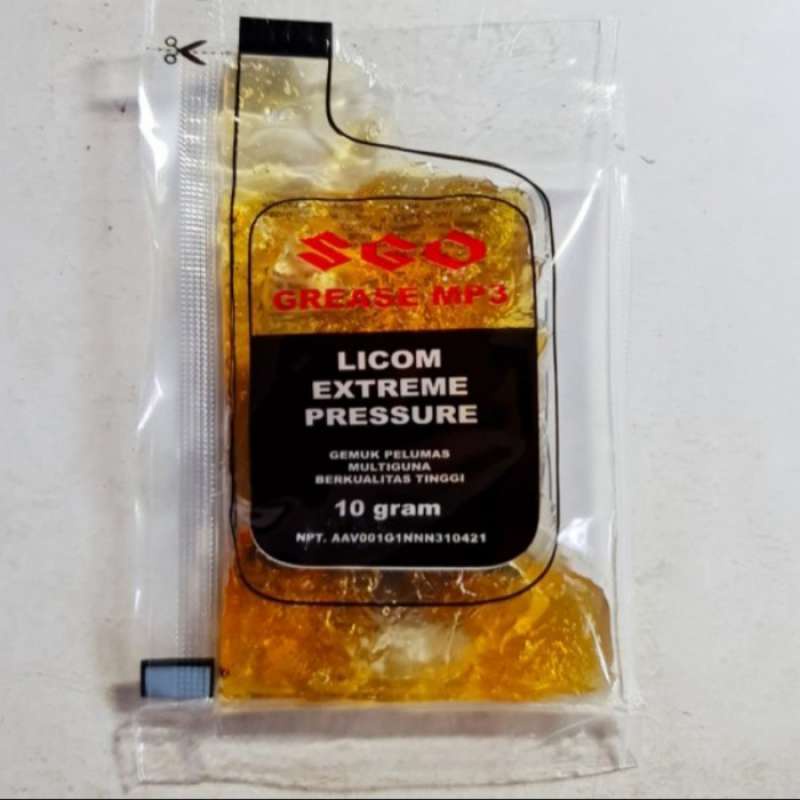 SGO
GREASE MP3
LICOM
EXTREME
PRESSURE
GEMUK PELUMAS
MULTIGUNA
BERKUALITAS TINGGI
10 gram
NPT. AAV001G1NNN310421